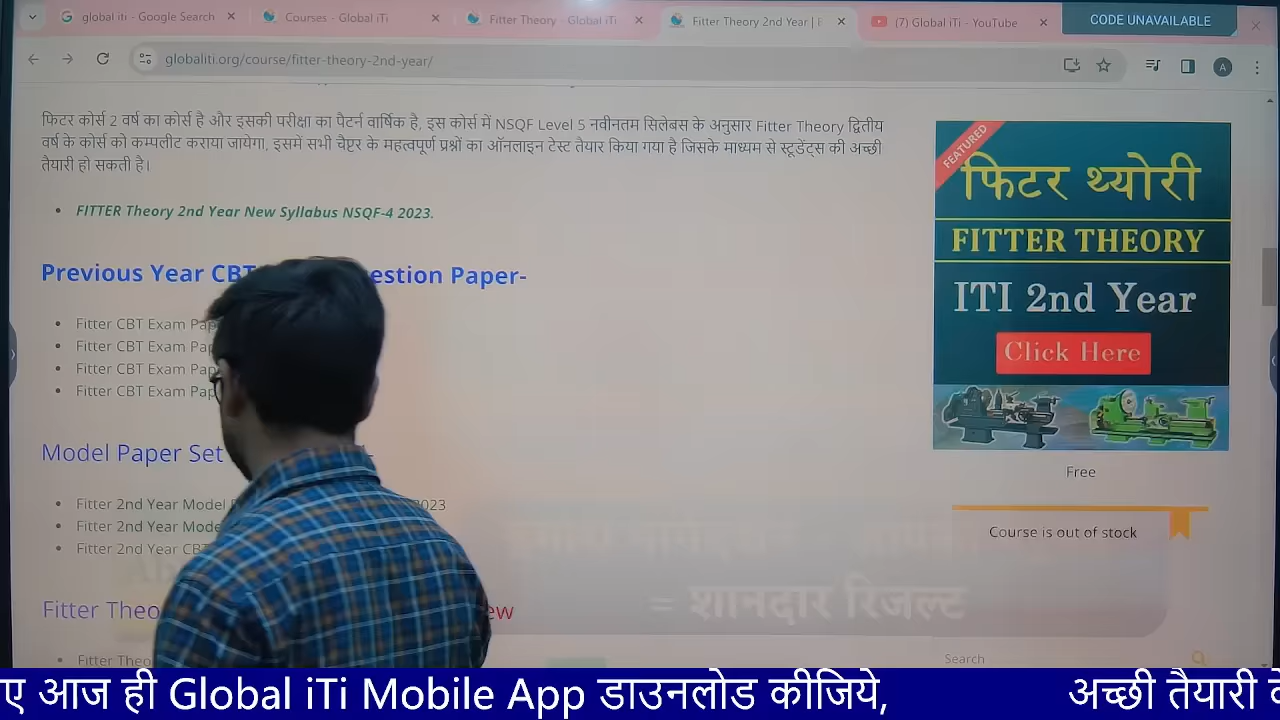 global iti - Google Search
Courses - Global iTi
Fitter Theory - Global iTi
Fitter Theory 2nd Year |
(7) Global iTi - YouTube
CODE UNAVAILABLE
globaliti.org/course/fitter-theory-2nd-year/
A
फिटर कोर्स 2 वर्ष का कोर्स है और इसकी परीक्षा का पैटर्न वार्षिक है, इस कोर्स में NSQF Level 5 नवीनतम सिलेबस के अनुसार Fitter Theory द्वितीय
वर्ष के कोर्स को कम्पलीट कराया जायेगा, इसमें सभी चैप्टर के महत्वपूर्ण प्रश्नों का ऑनलाइन टेस्ट तैयार किया गया है जिसके माध्यम से स्टूडेंट्स की अच्छी
तैयारी हो सकती है।
FITTER Theory 2nd Year New Syllabus NSQF-4 2023.
Previous Year CBT estion Paper-
Fitter CBT Exam Pap
Fitter CBT Exam Pap
Fitter CBT Exam Pap
Fitter CBT Exam Pap
Model Paper Set
Fitter 2nd Year Model 2023
Fitter 2nd Year Mode
Fitter 2nd Year CB
Fitter Theo ew
Fitter Theo
FEATURED
फिटर थ्योरी
FITTER THEORY
ITI 2nd Year
Click Here
Free
Course is out of stock
= शानदार रिजल्ट
Search
ए आज ही Global iTi Mobile App डाउनलोड कीजिये, अच्छी तैयारी